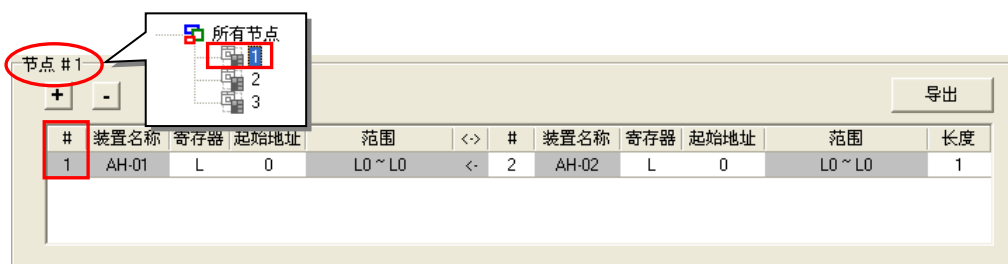 所有节点
1
2
3
节点 #1
+ - 导出
# 装置名称 寄存器 起始地址 范围 <-> # 装置名称 寄存器 起始地址 范围 长度
1 AH-01 L 0 L0 ~ L0 <- 2 AH-02 L 0 L0 ~ L0 1